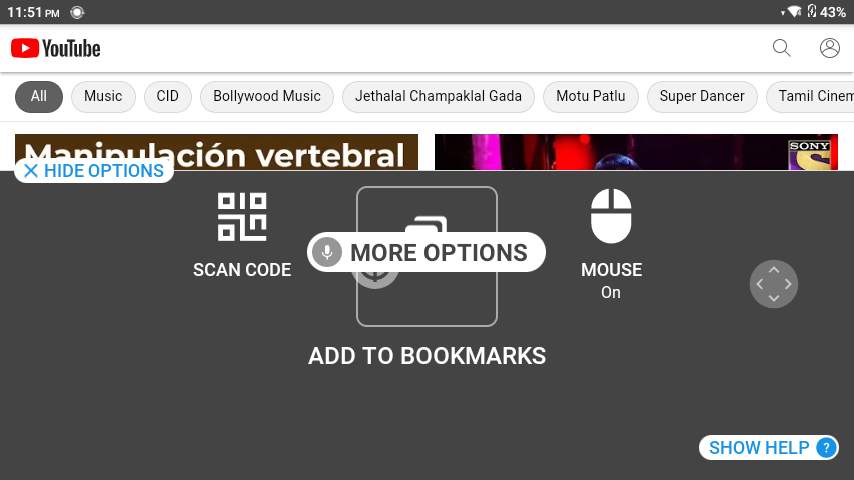 11:51 PM
43%
YouTube
All Music CID Bollywood Music Jethalal Champaklal Gada Motu Patlu Super Dancer Tamil Cinem
Manipulación vertebral
SONY
S
HIDE OPTIONS
MORE OPTIONS
SCAN CODE
MOUSE
On
ADD TO BOOKMARKS
SHOW HELP ?